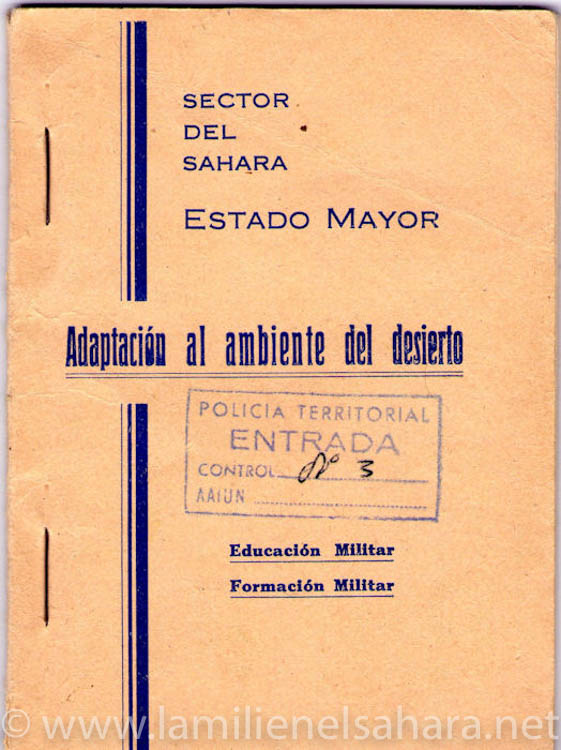 SECTOR
DEL
SAHARA
ESTADO MAYOR
Adaptación al ambiente del desierto
POLICIA TERRITORIAL
ENTRADA
CONTROL Nº 3
AAIUN
Educación Militar
Formación Militar
© www.lamilienelsahara.net